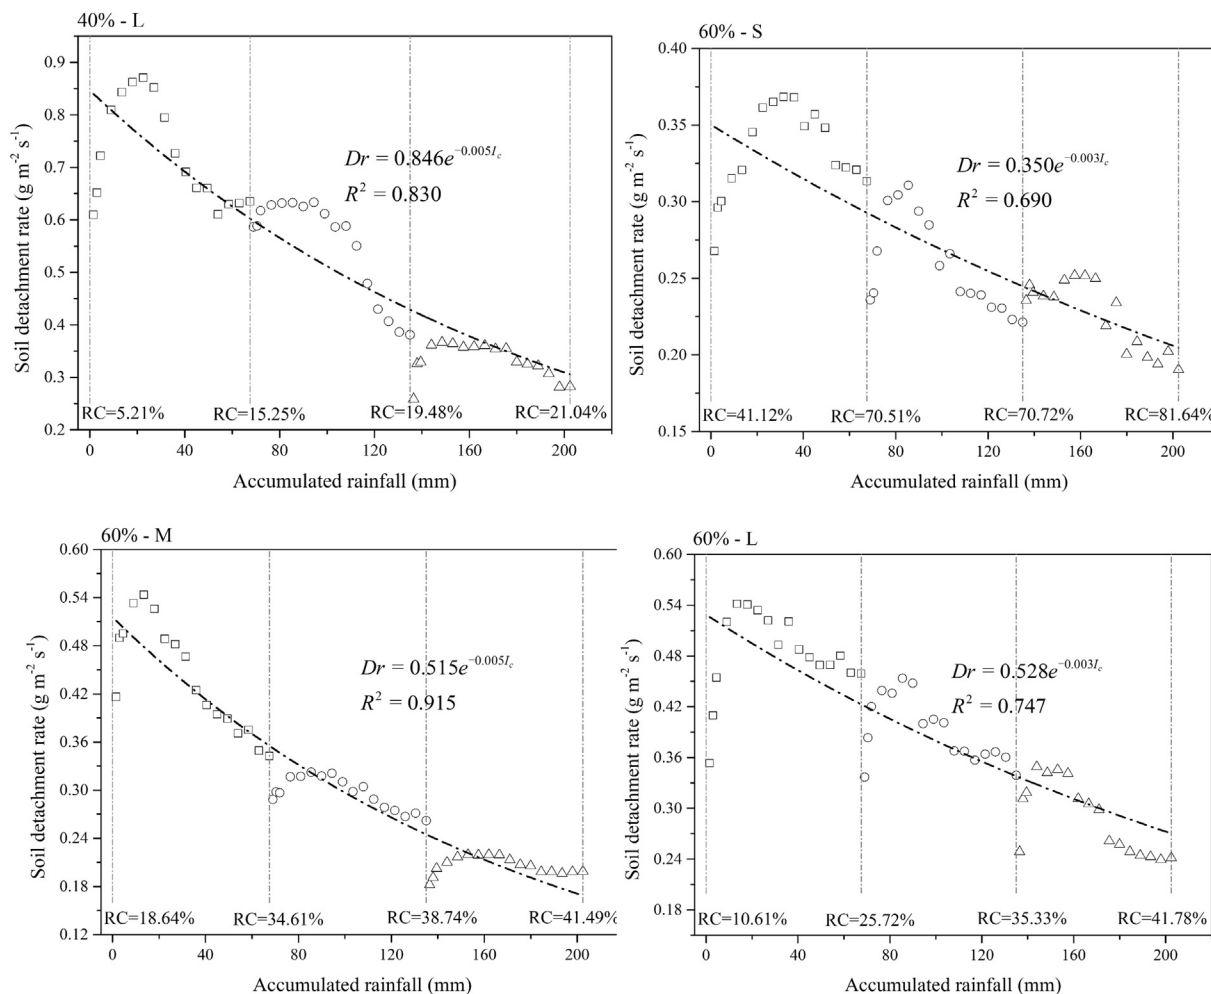 40% - L
0.9
0.8
0.7
0.6
0.5
0.4
0.3
0.2
Soil detachment rate (g m⁻² s⁻¹)
Dr = 0.846e^−0.005I_c
R² = 0.830
RC=5.21% RC=15.25% RC=19.48% RC=21.04%
0 40 80 120 160 200
Accumulated rainfall (mm)
60% - S
0.40
0.35
0.30
0.25
0.20
0.15
Soil detachment rate (g m⁻² s⁻¹)
Dr = 0.350e^−0.003I_c
R² = 0.690
RC=41.12% RC=70.51% RC=70.72% RC=81.64%
0 40 80 120 160 200
Accumulated rainfall (mm)
60% - M
0.60
0.54
0.48
0.42
0.36
0.30
0.24
0.18
0.12
Soil detachment rate (g m⁻² s⁻¹)
Dr = 0.515e^−0.005I_c
R² = 0.915
RC=18.64% RC=34.61% RC=38.74% RC=41.49%
0 40 80 120 160 200
Accumulated rainfall (mm)
60% - L
0.60
0.54
0.48
0.42
0.36
0.30
0.24
0.18
Soil detachment rate (g m⁻² s⁻¹)
Dr = 0.528e^−0.003I_c
R² = 0.747
RC=10.61% RC=25.72% RC=35.33% RC=41.78%
0 40 80 120 160 200
Accumulated rainfall (mm)